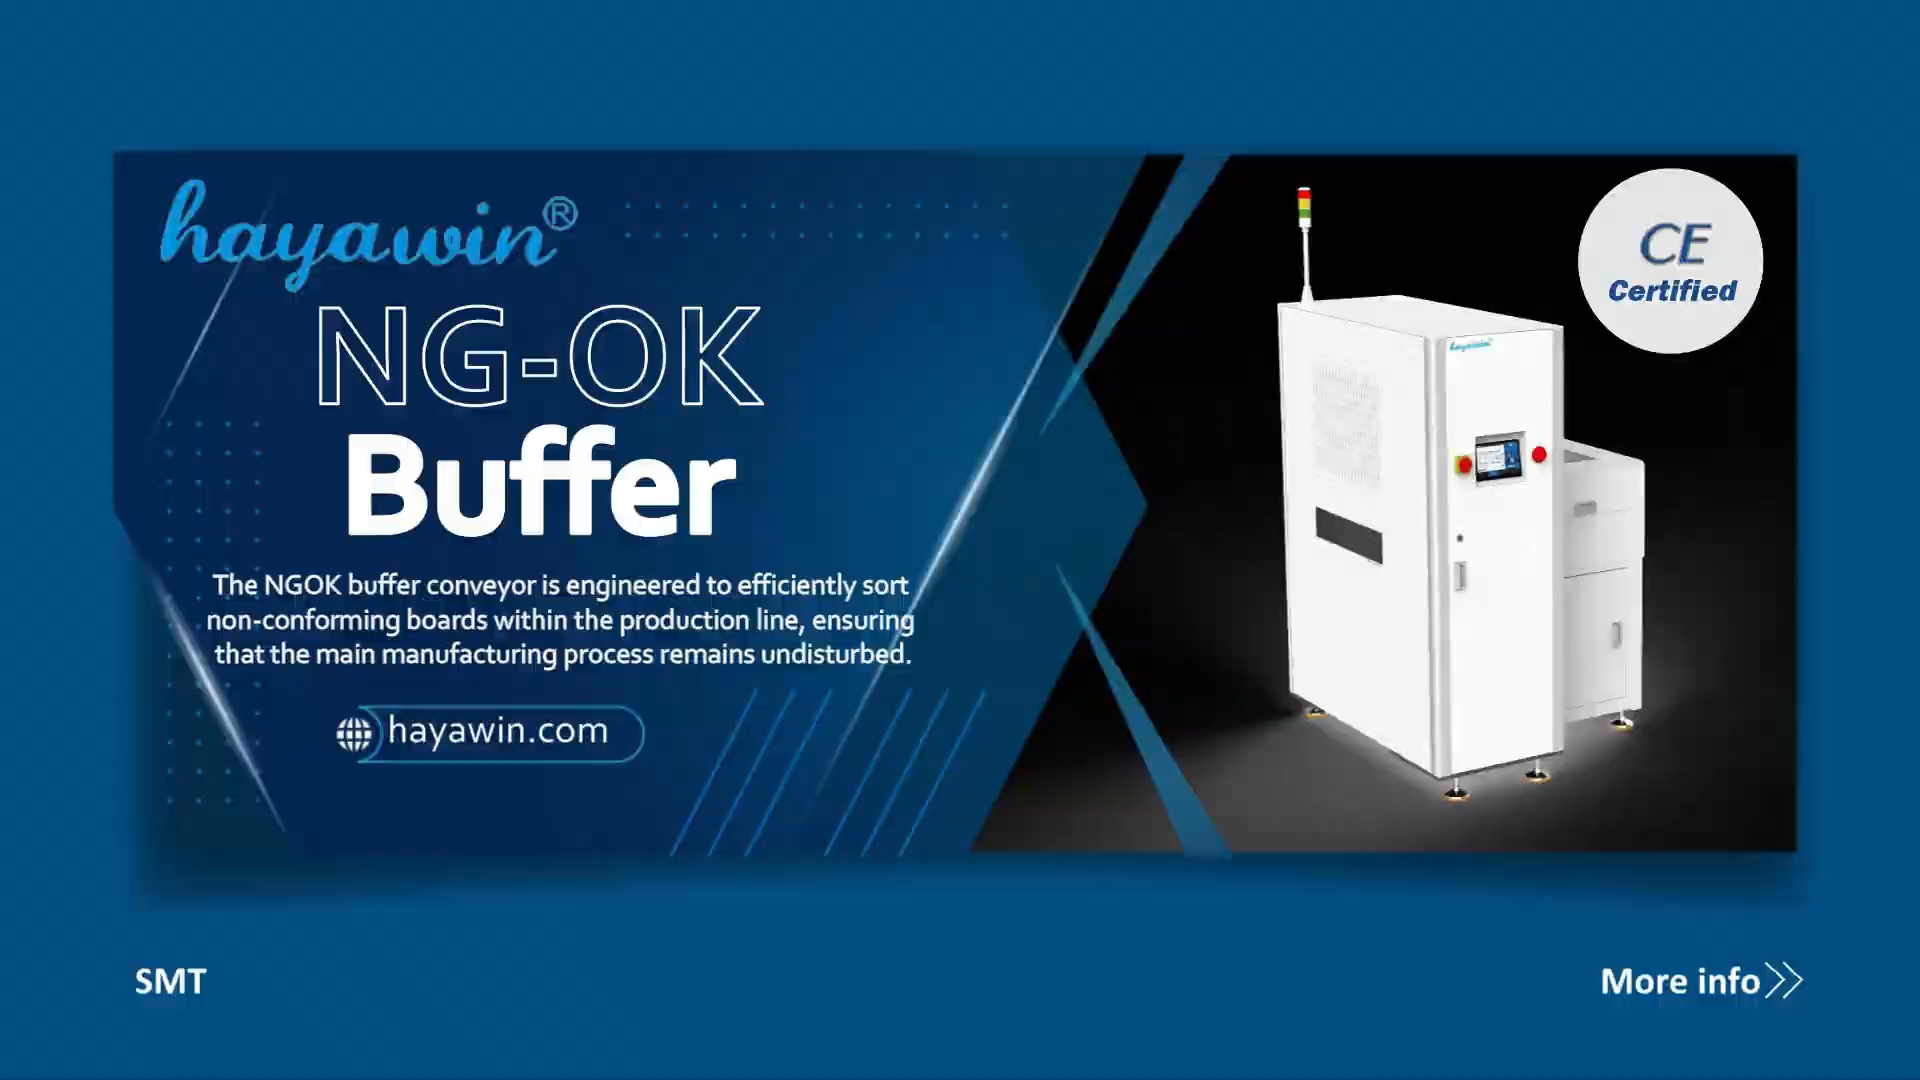 hayawin®
NG-OK
Buffer
The NGOK buffer conveyor is engineered to efficiently sort
non-conforming boards within the production line, ensuring
that the main manufacturing process remains undisturbed.
hayawin.com
CE
Certified
hayawin
SMT
More info